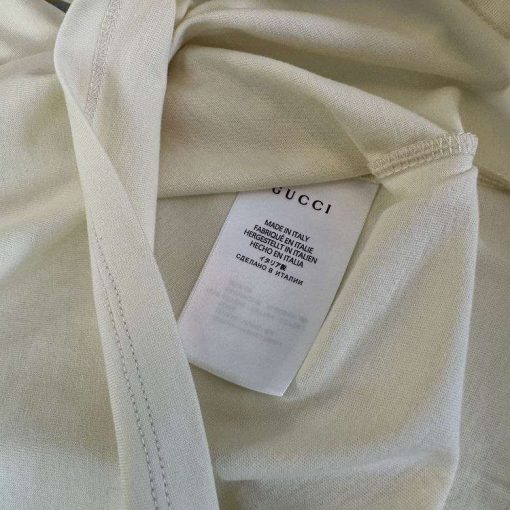 GUCCI
MADE IN ITALY
FABRIQUÉ EN ITALIE
HERGESTELLT IN ITALIEN
HECHO EN ITALIA
イタリア製
СДЕЛАНО В ИТАЛИИ